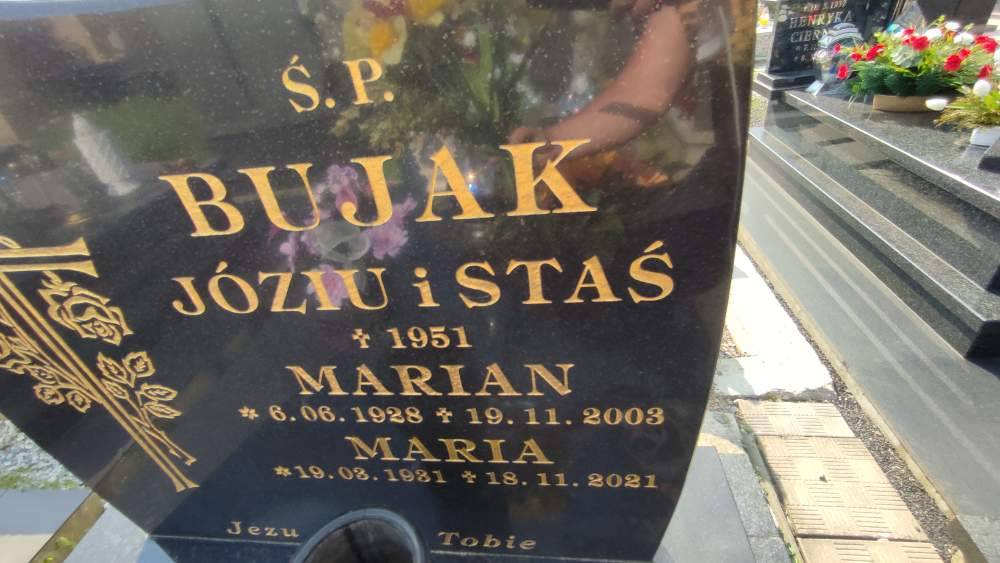 Ś.P.
BUJAK
JÓZIU i STAŚ
✝ 1951
MARIAN
* 6.06.1928 ✝ 19.11.2003
MARIA
* 19.03.1931 ✝ 18.11.2021
Jezu Tobie
HENRYKA